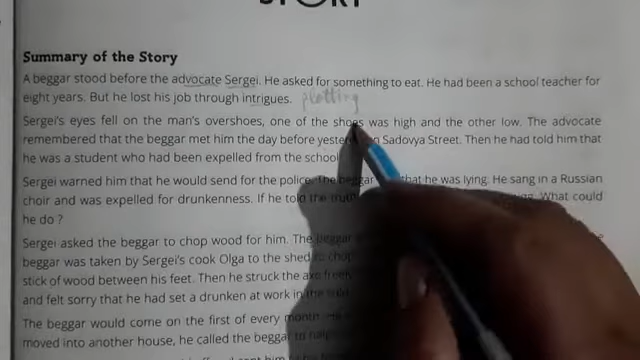 STORY
Summary of the Story
A beggar stood before the advocate Sergei. He asked for something to eat. He had been a school teacher for
eight years. But he lost his job through intrigues. plotting
Sergei's eyes fell on the man's overshoes, one of the shoes was high and the other low. The advocate
remembered that the beggar met him the day before Sadovya Street. Then he had told him that
he was a student who had been expelled from the school
Sergei warned him that he would send for the police. The beggar that he was lying. He sang in a Russian
choir and was expelled for drunkenness. If he told the truth What could
he do ?
Sergei asked the beggar to chop wood for him. The beggar
beggar was taken by Sergei's cook Olga to the shed to chop
stick of wood between his feet. Then he struck the axe
and felt sorry that he had set a drunken at work in the
The beggar would come on the first of every month.
moved into another house, he called the beggar to